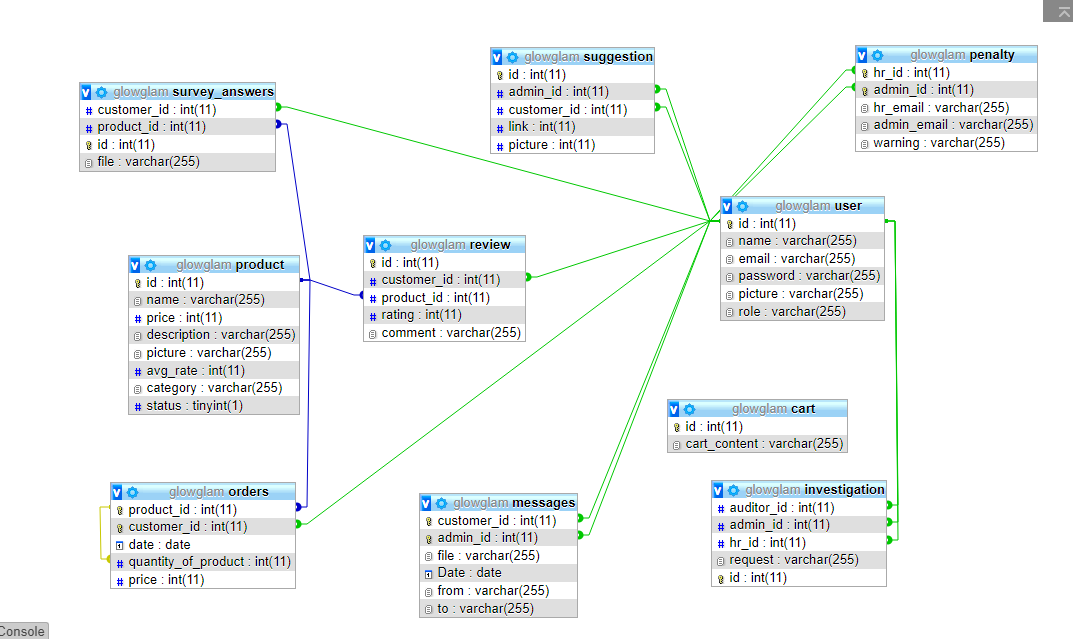 glowglam survey_answers
customer_id : int(11)
product_id : int(11)
id : int(11)
file : varchar(255)
glowglam suggestion
id : int(11)
admin_id : int(11)
customer_id : int(11)
link : int(11)
picture : int(11)
glowglam penalty
hr_id : int(11)
admin_id : int(11)
hr_email : varchar(255)
admin_email : varchar(255)
warning : varchar(255)
glowglam user
id : int(11)
name : varchar(255)
email : varchar(255)
password : varchar(255)
picture : varchar(255)
role : varchar(255)
glowglam review
id : int(11)
customer_id : int(11)
product_id : int(11)
rating : int(11)
comment : varchar(255)
glowglam product
id : int(11)
name : varchar(255)
price : int(11)
description : varchar(255)
picture : varchar(255)
avg_rate : int(11)
category : varchar(255)
status : tinyint(1)
glowglam cart
id : int(11)
cart_content : varchar(255)
glowglam orders
product_id : int(11)
customer_id : int(11)
date : date
quantity_of_product : int(11)
price : int(11)
glowglam messages
customer_id : int(11)
admin_id : int(11)
file : varchar(255)
Date : date
from : varchar(255)
to : varchar(255)
glowglam investigation
auditor_id : int(11)
admin_id : int(11)
hr_id : int(11)
request : varchar(255)
id : int(11)
Console